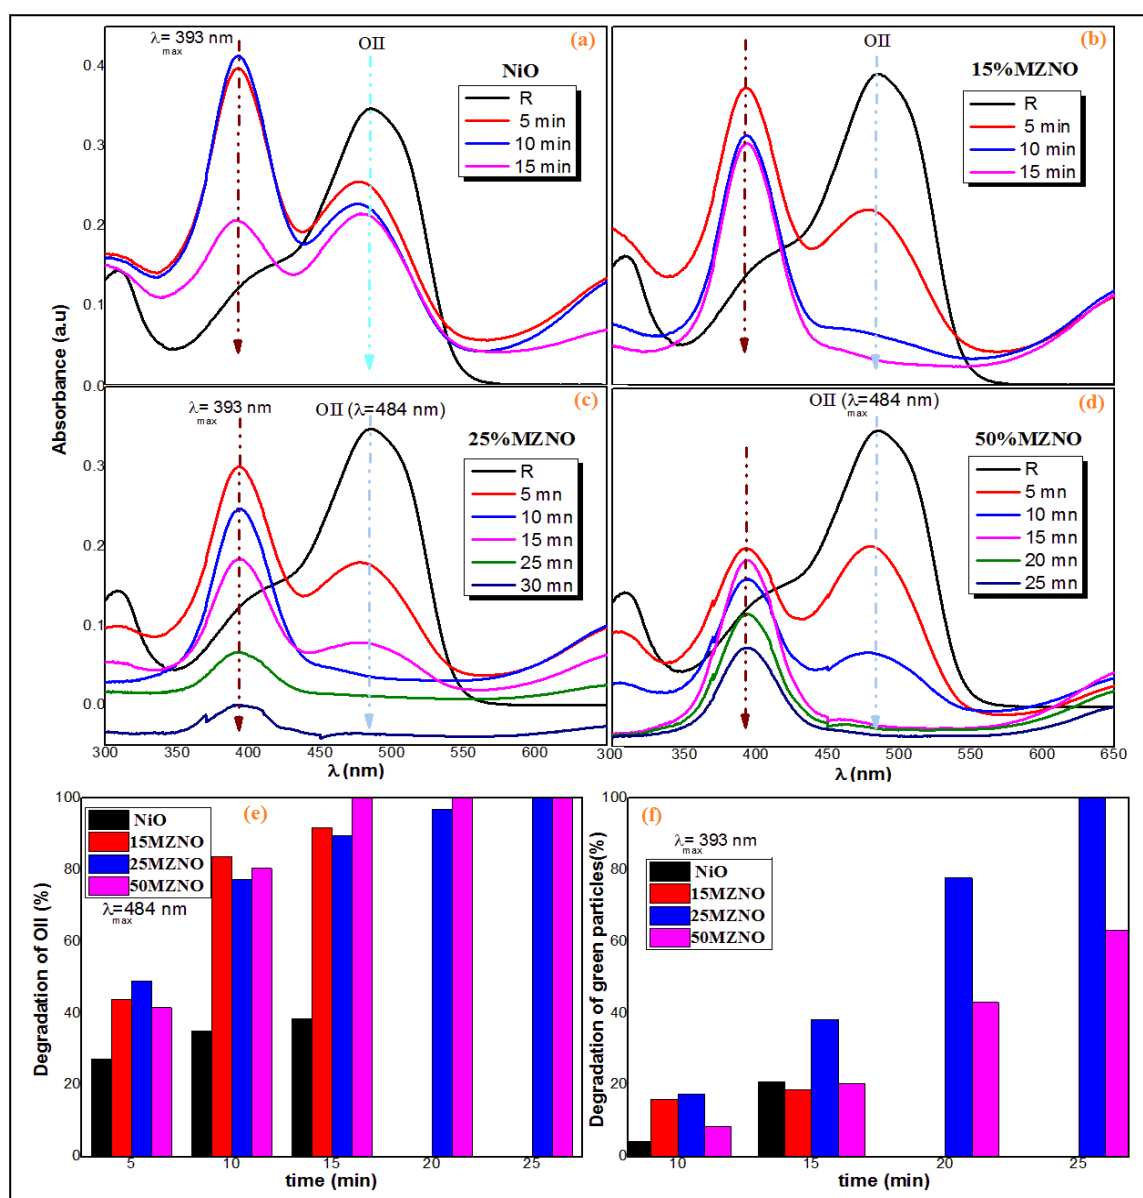 λ= 393 nm
max
OII
(a)
NiO
R
5 min
10 min
15 min
0.4
0.3
0.2
0.1
0.0
OII
(b)
15%MZNO
R
5 min
10 min
15 min
Absorbance (a.u)
λ= 393 nm
max
OII (λ=484 nm)
(c)
25%MZNO
R
5 mn
10 mn
15 mn
25 mn
30 mn
0.3
0.2
0.1
0.0
300 350 400 450 500 550 600
λ (nm)
OII (λ=484 nm)
max
(d)
50%MZNO
R
5 mn
10 mn
15 mn
20 mn
25 mn
300 350 400 450 500 550 600 650
λ (nm)
(e)
NiO
15MZNO
25MZNO
50MZNO
λ=484 nm
max
Degradation of OII (%)
100
80
60
40
20
0
5 10 15 20 25
time (min)
(f)
λ= 393 nm
max
NiO
15MZNO
25MZNO
50MZNO
Degradation of green particles(%)
100
80
60
40
20
0
10 15 20 25
time (min)